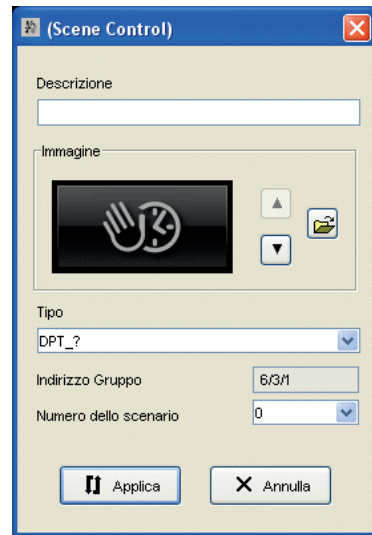 (Scene Control)
Descrizione
Immagine
Tipo
DPT_?
Indirizzo Gruppo 6/3/1
Numero dello scenario 0
Applica Annulla